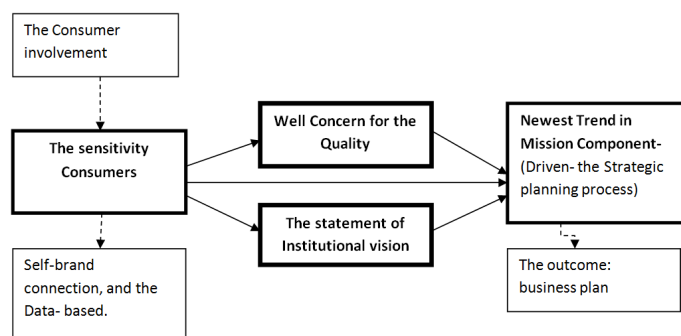 The Consumer
involvement
The sensitivity
Consumers
Self-brand
connection, and the
Data- based.
Well Concern for the
Quality
The statement of
Institutional vision
Newest Trend in
Mission Component-
(Driven- the Strategic
planning process)
The outcome:
business plan